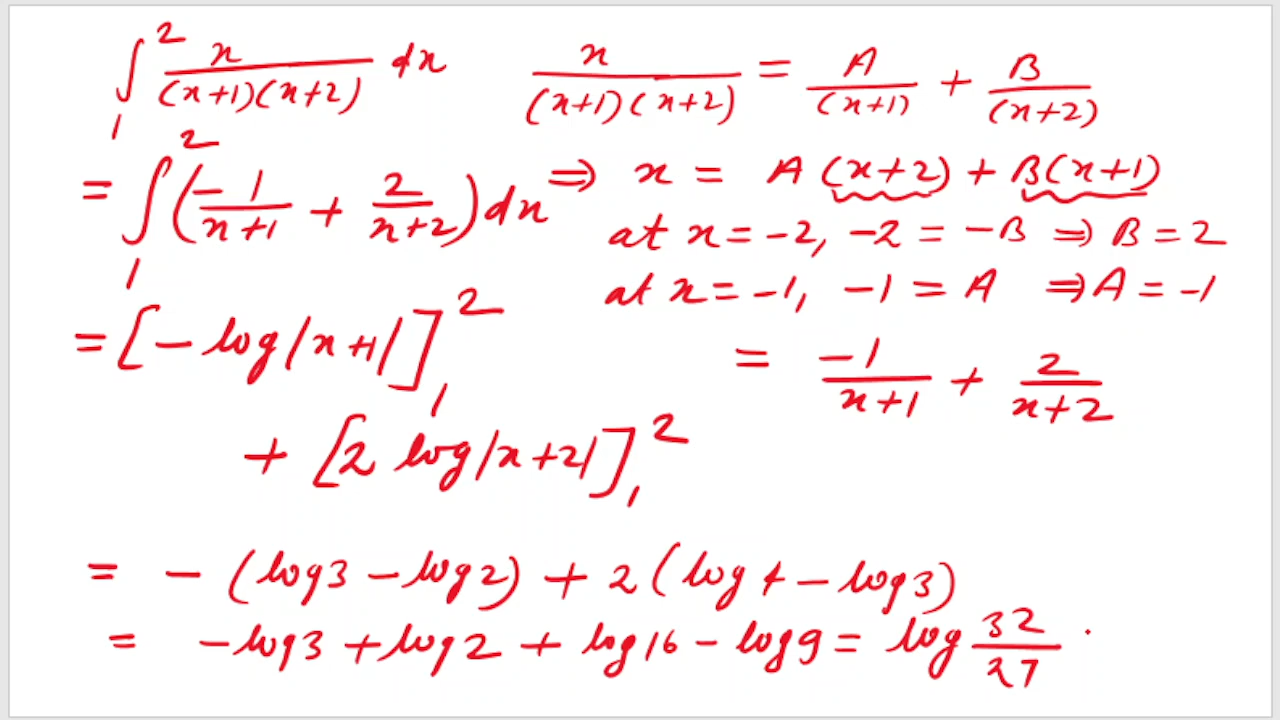 ∫₁² x/((x+1)(x+2)) dx
x/((x+1)(x+2)) = A/(x+1) + B/(x+2)
⇒ x = A(x+2) + B(x+1)
at x = -2, -2 = -B ⇒ B = 2
at x = -1, -1 = A ⇒ A = -1
= -1/(x+1) + 2/(x+2)
= ∫₁² (-1/(x+1) + 2/(x+2)) dx
= [-log|x+1|]₁²
+ [2 log|x+2|]₁²
= -(log3 - log2) + 2(log4 - log3)
= -log3 + log2 + log16 - log9 = log 32/27.